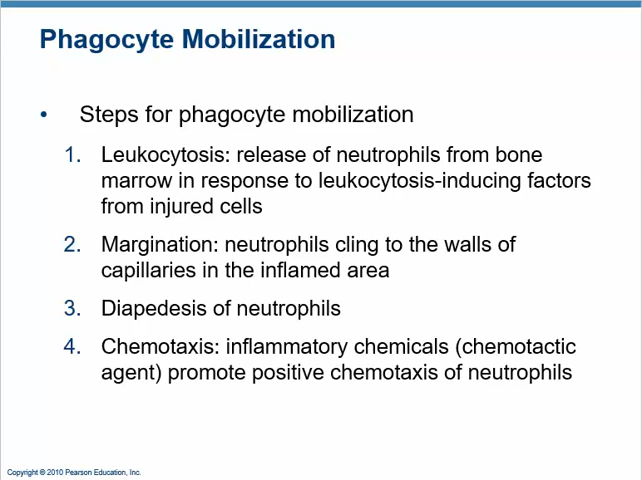 Phagocyte Mobilization
• Steps for phagocyte mobilization
1. Leukocytosis: release of neutrophils from bone
marrow in response to leukocytosis-inducing factors
from injured cells
2. Margination: neutrophils cling to the walls of
capillaries in the inflamed area
3. Diapedesis of neutrophils
4. Chemotaxis: inflammatory chemicals (chemotactic
agent) promote positive chemotaxis of neutrophils
Copyright © 2010 Pearson Education, Inc.